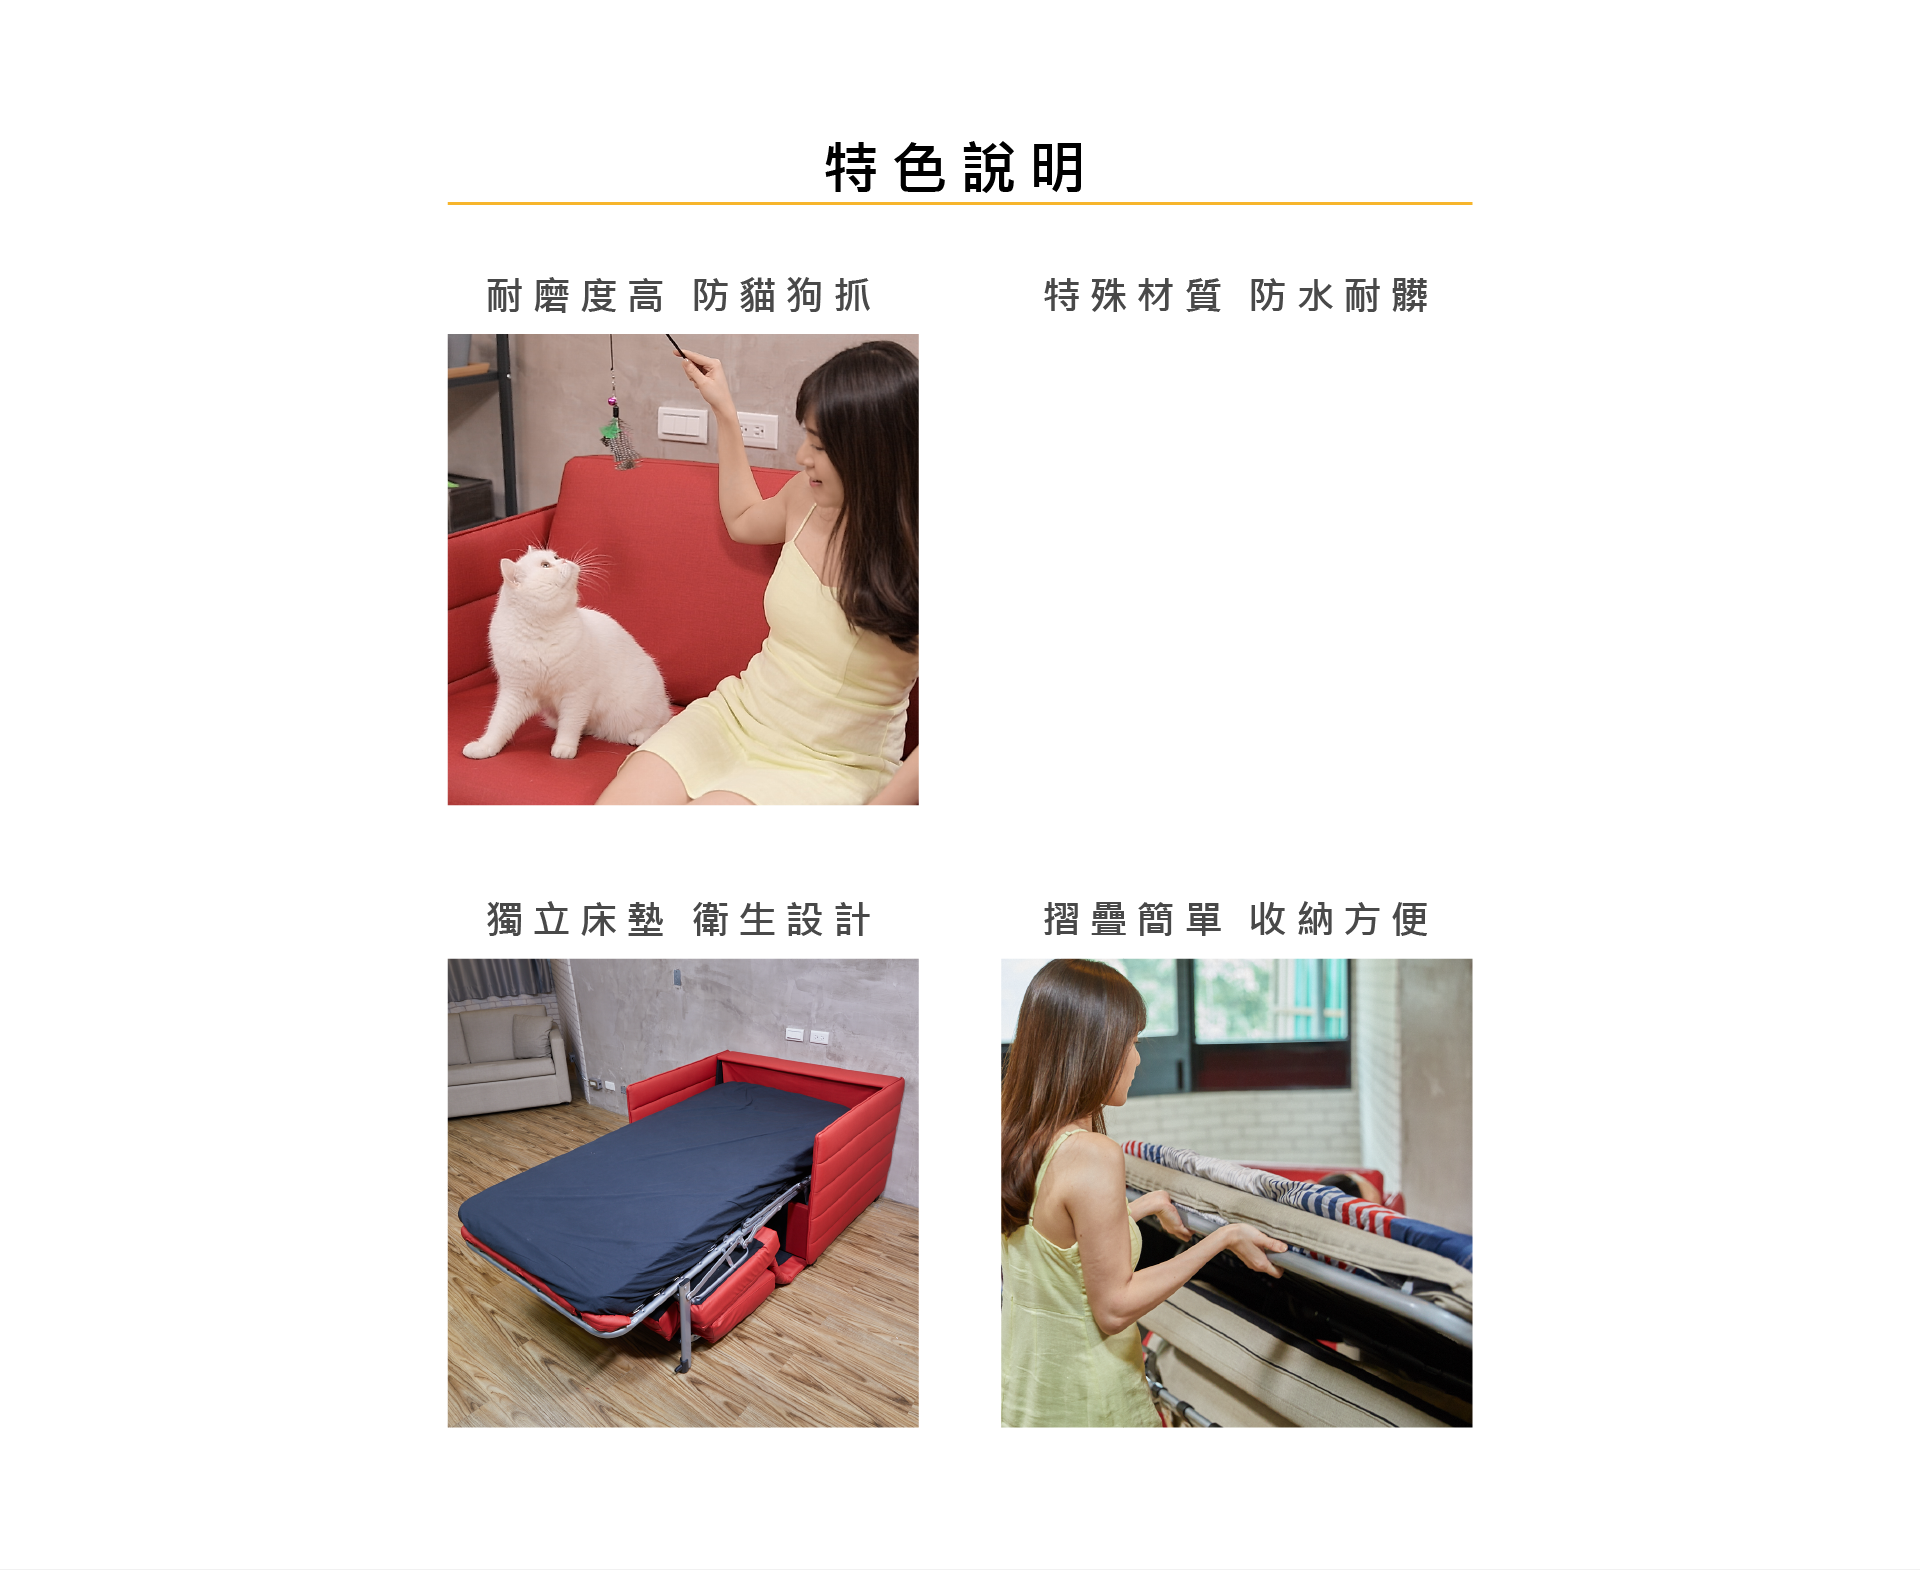 特色說明
耐磨度高 防貓狗抓
特殊材質 防水耐髒
獨立床墊 衛生設計
摺疊簡單 收納方便